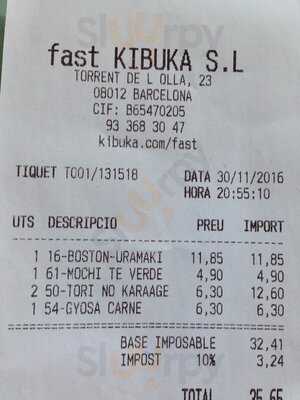 fast KIBUKA S.L
TORRENT DE L OLLA, 23
08012 BARCELONA
CIF: B65470205
93 368 30 47
kibuka.com/fast
TIQUET T001/131518 DATA 30/11/2016
HORA 20:55:10
UTS DESCRIPCIO PREU IMPORT
1 16-BOSTON-URAMAKI 11,85 11,85
1 61-MOCHI TE VERDE 4,90 4,90
2 50-TORI NO KARAAGE 6,30 12,60
1 54-GYOSA CARNE 6,30 6,30
BASE IMPOSABLE 32,41
IMPOST 10% 3,24
TOTAL 35,65